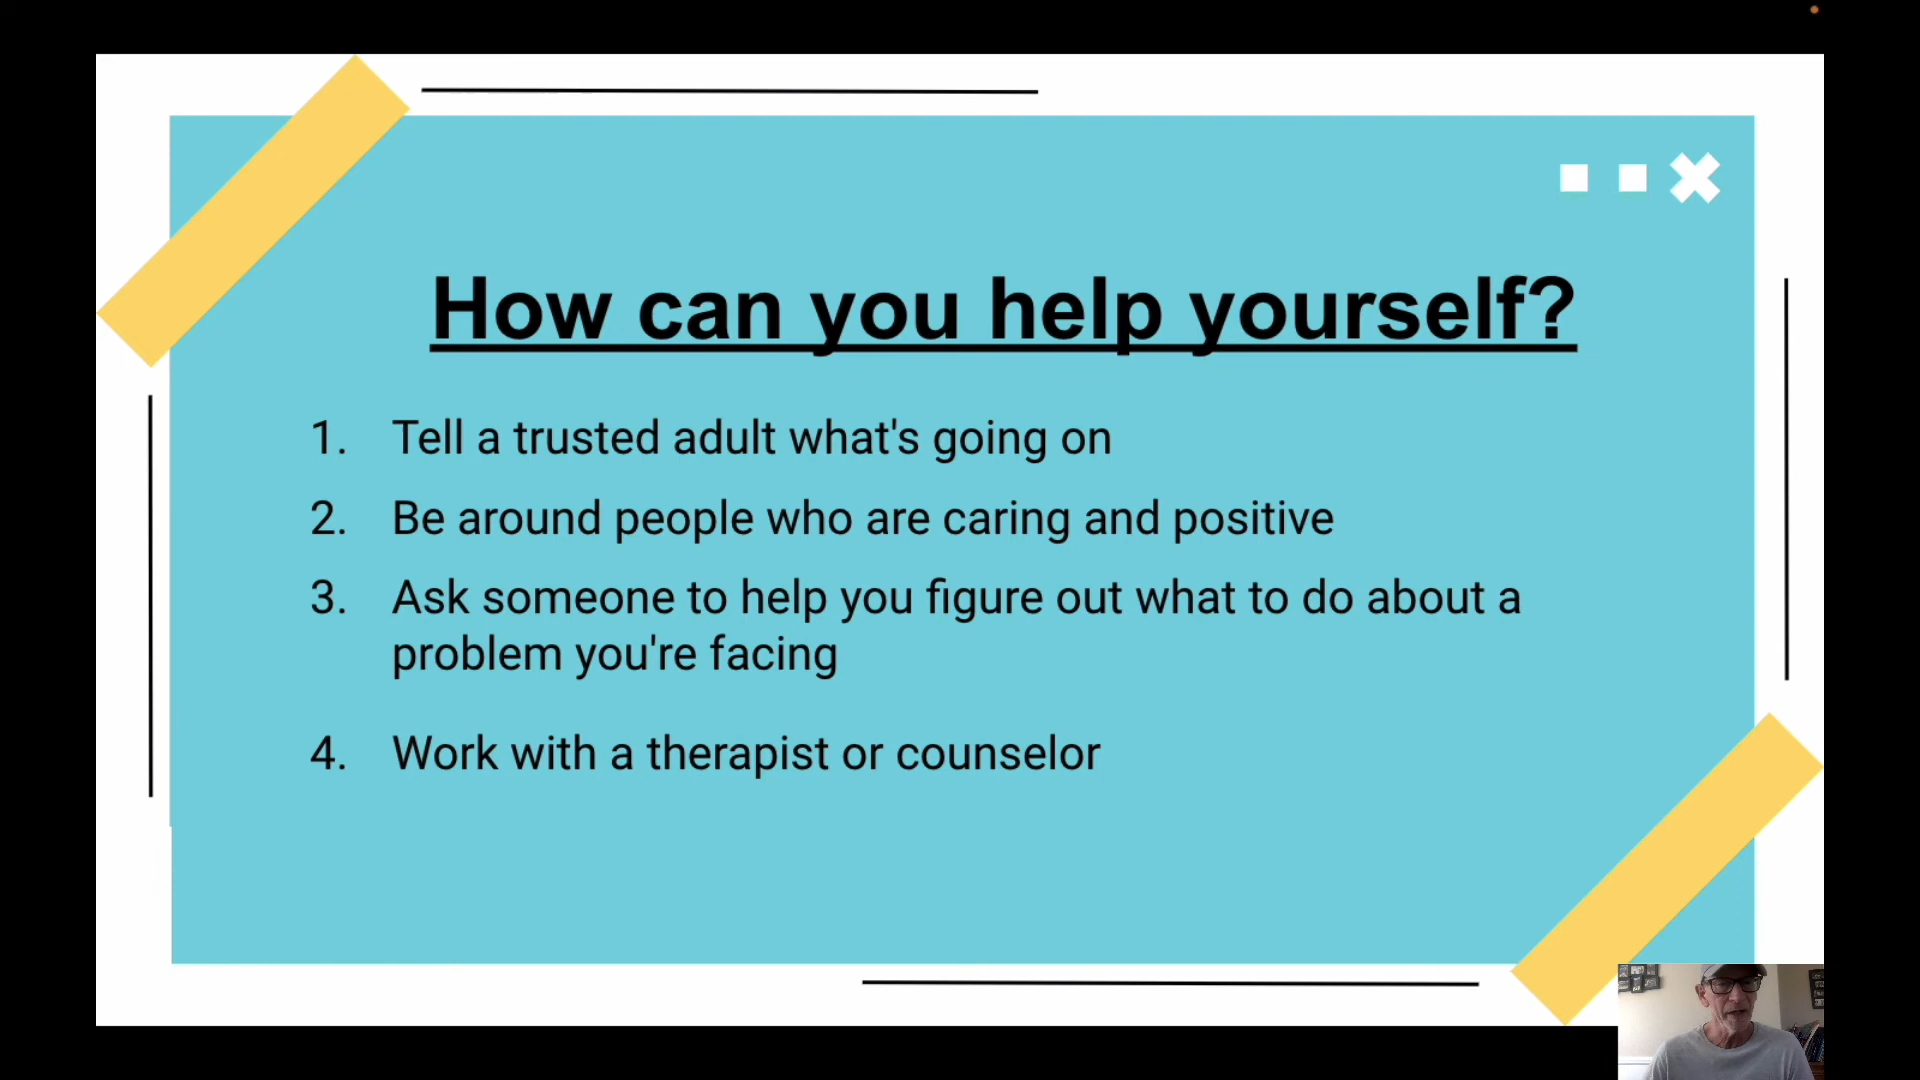 How can you help yourself?
1. Tell a trusted adult what's going on
2. Be around people who are caring and positive
3. Ask someone to help you figure out what to do about a
problem you're facing
4. Work with a therapist or counselor